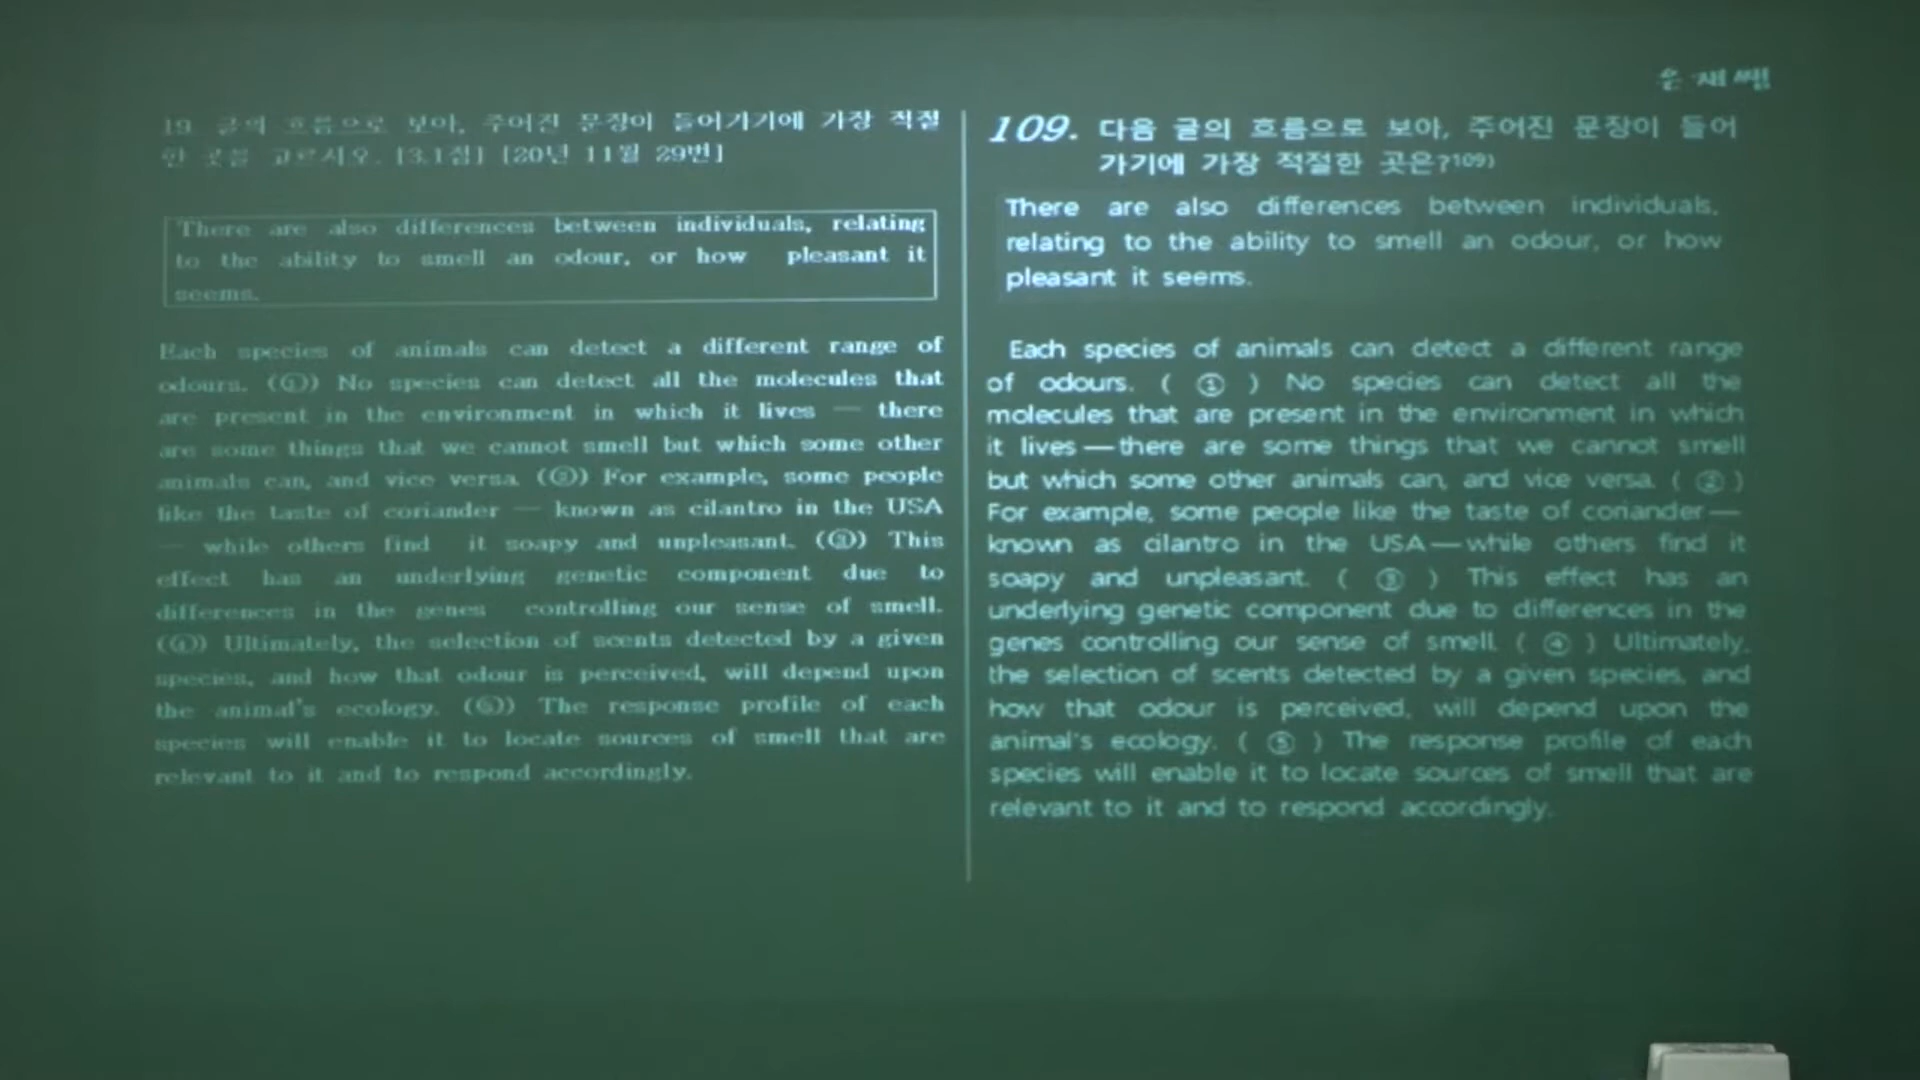 은재쌤
19. 글의 흐름으로 보아, 주어진 문장이 들어가기에 가장 적절
한 곳을 고르시오. [3.1점] [20년 11월 29번]
There are also differences between individuals, relating
to the ability to smell an odour, or how pleasant it
seems.
Each species of animals can detect a different range of
odours. (①) No species can detect all the molecules that
are present in the environment in which it lives — there
are some things that we cannot smell but which some other
animals can, and vice versa. (②) For example, some people
like the taste of coriander — known as cilantro in the USA
— while others find it soapy and unpleasant. (③) This
effect has an underlying genetic component due to
differences in the genes controlling our sense of smell.
(④) Ultimately, the selection of scents detected by a given
species, and how that odour is perceived, will depend upon
the animal's ecology. (⑤) The response profile of each
species will enable it to locate sources of smell that are
relevant to it and to respond accordingly.
109. 다음 글의 흐름으로 보아, 주어진 문장이 들어
가기에 가장 적절한 곳은?109)
There are also differences between individuals,
relating to the ability to smell an odour, or how
pleasant it seems.
Each species of animals can detect a different range
of odours. ( ① ) No species can detect all the
molecules that are present in the environment in which
it lives — there are some things that we cannot smell
but which some other animals can, and vice versa. ( ② )
For example, some people like the taste of coriander —
known as cilantro in the USA — while others find it
soapy and unpleasant. ( ③ ) This effect has an
underlying genetic component due to differences in the
genes controlling our sense of smell. ( ④ ) Ultimately,
the selection of scents detected by a given species, and
how that odour is perceived, will depend upon the
animal's ecology. ( ⑤ ) The response profile of each
species will enable it to locate sources of smell that are
relevant to it and to respond accordingly.